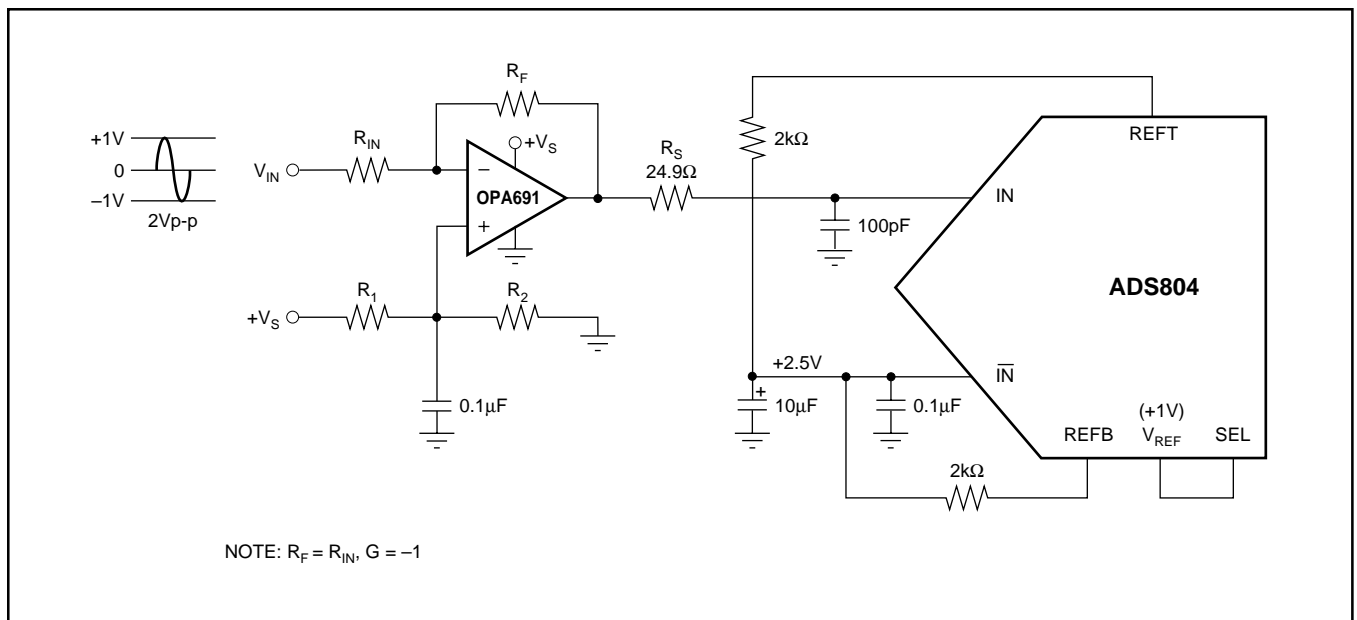 R_F
+1V
0
–1V
2Vp-p
V_IN
R_IN
+V_S
–
OPA691
+
R_S
24.9Ω
2kΩ
REFT
IN
100pF
ADS804
+V_S
R_1
R_2
0.1µF
+2.5V
+
10µF
0.1µF
I̅N̅
REFB
(+1V)
V_REF
SEL
2kΩ
NOTE: R_F = R_IN, G = –1